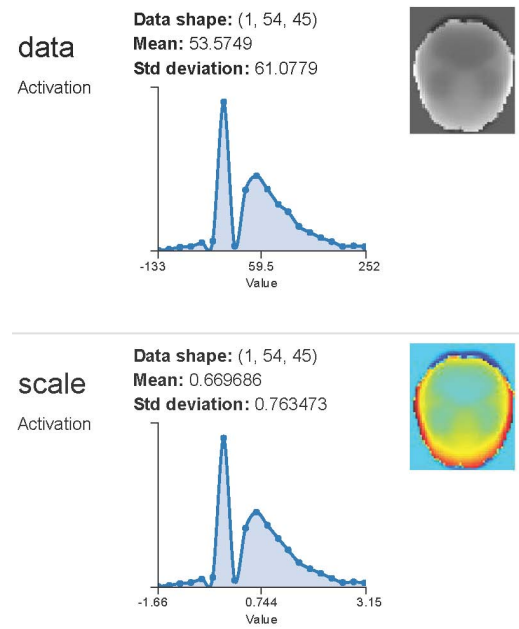 data
Activation
Data shape: (1, 54, 45)
Mean: 53.5749
Std deviation: 61.0779
-133 59.5 252
Value
scale
Activation
Data shape: (1, 54, 45)
Mean: 0.669686
Std deviation: 0.763473
-1.66 0.744 3.15
Value